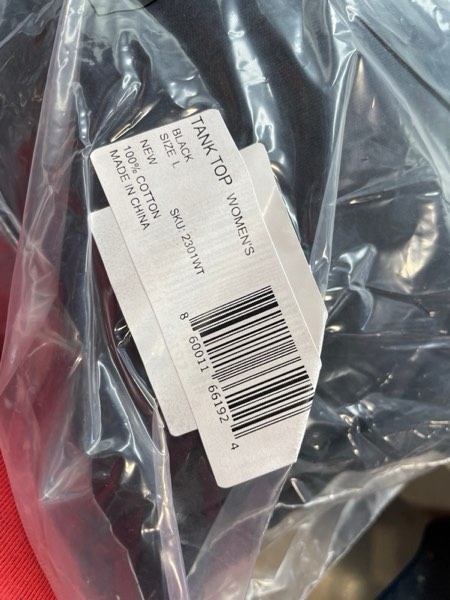 TANK TOP WOMEN'S
BLACK
SIZE L
NEW SKU: 2301WT
100% COTTON
MADE IN CHINA
8 60011 66192 4